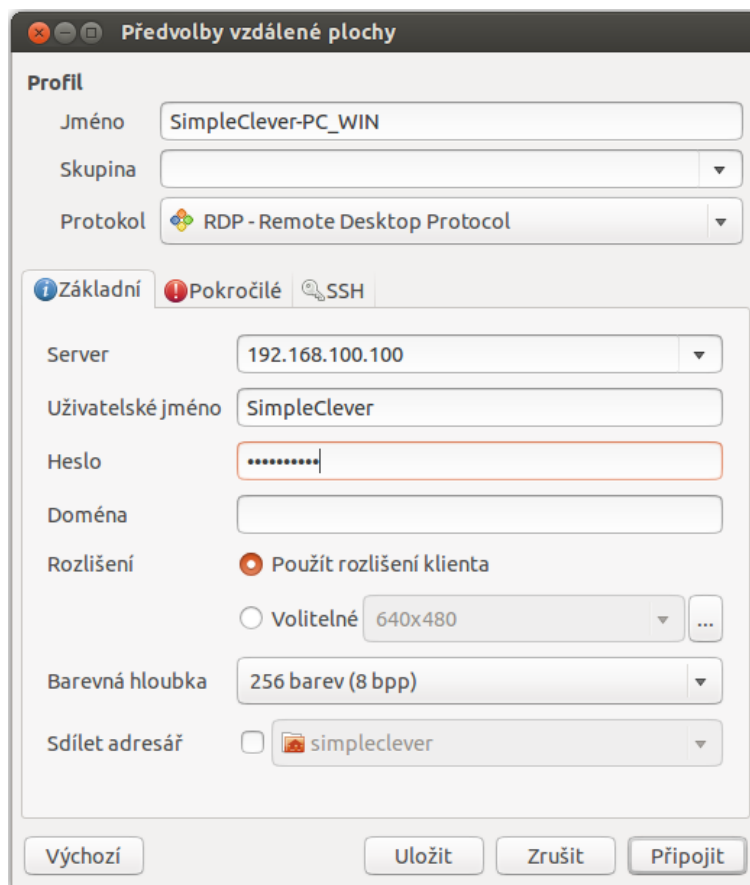 Předvolby vzdálené plochy
Profil
Jméno SimpleClever-PC_WIN
Skupina
Protokol RDP - Remote Desktop Protocol
Základní Pokročilé SSH
Server 192.168.100.100
Uživatelské jméno SimpleClever
Heslo ••••••••••
Doména
Rozlišení Použít rozlišení klienta
Volitelné 640x480 ...
Barevná hloubka 256 barev (8 bpp)
Sdílet adresář simpleclever
Výchozí Uložit Zrušit Připojit